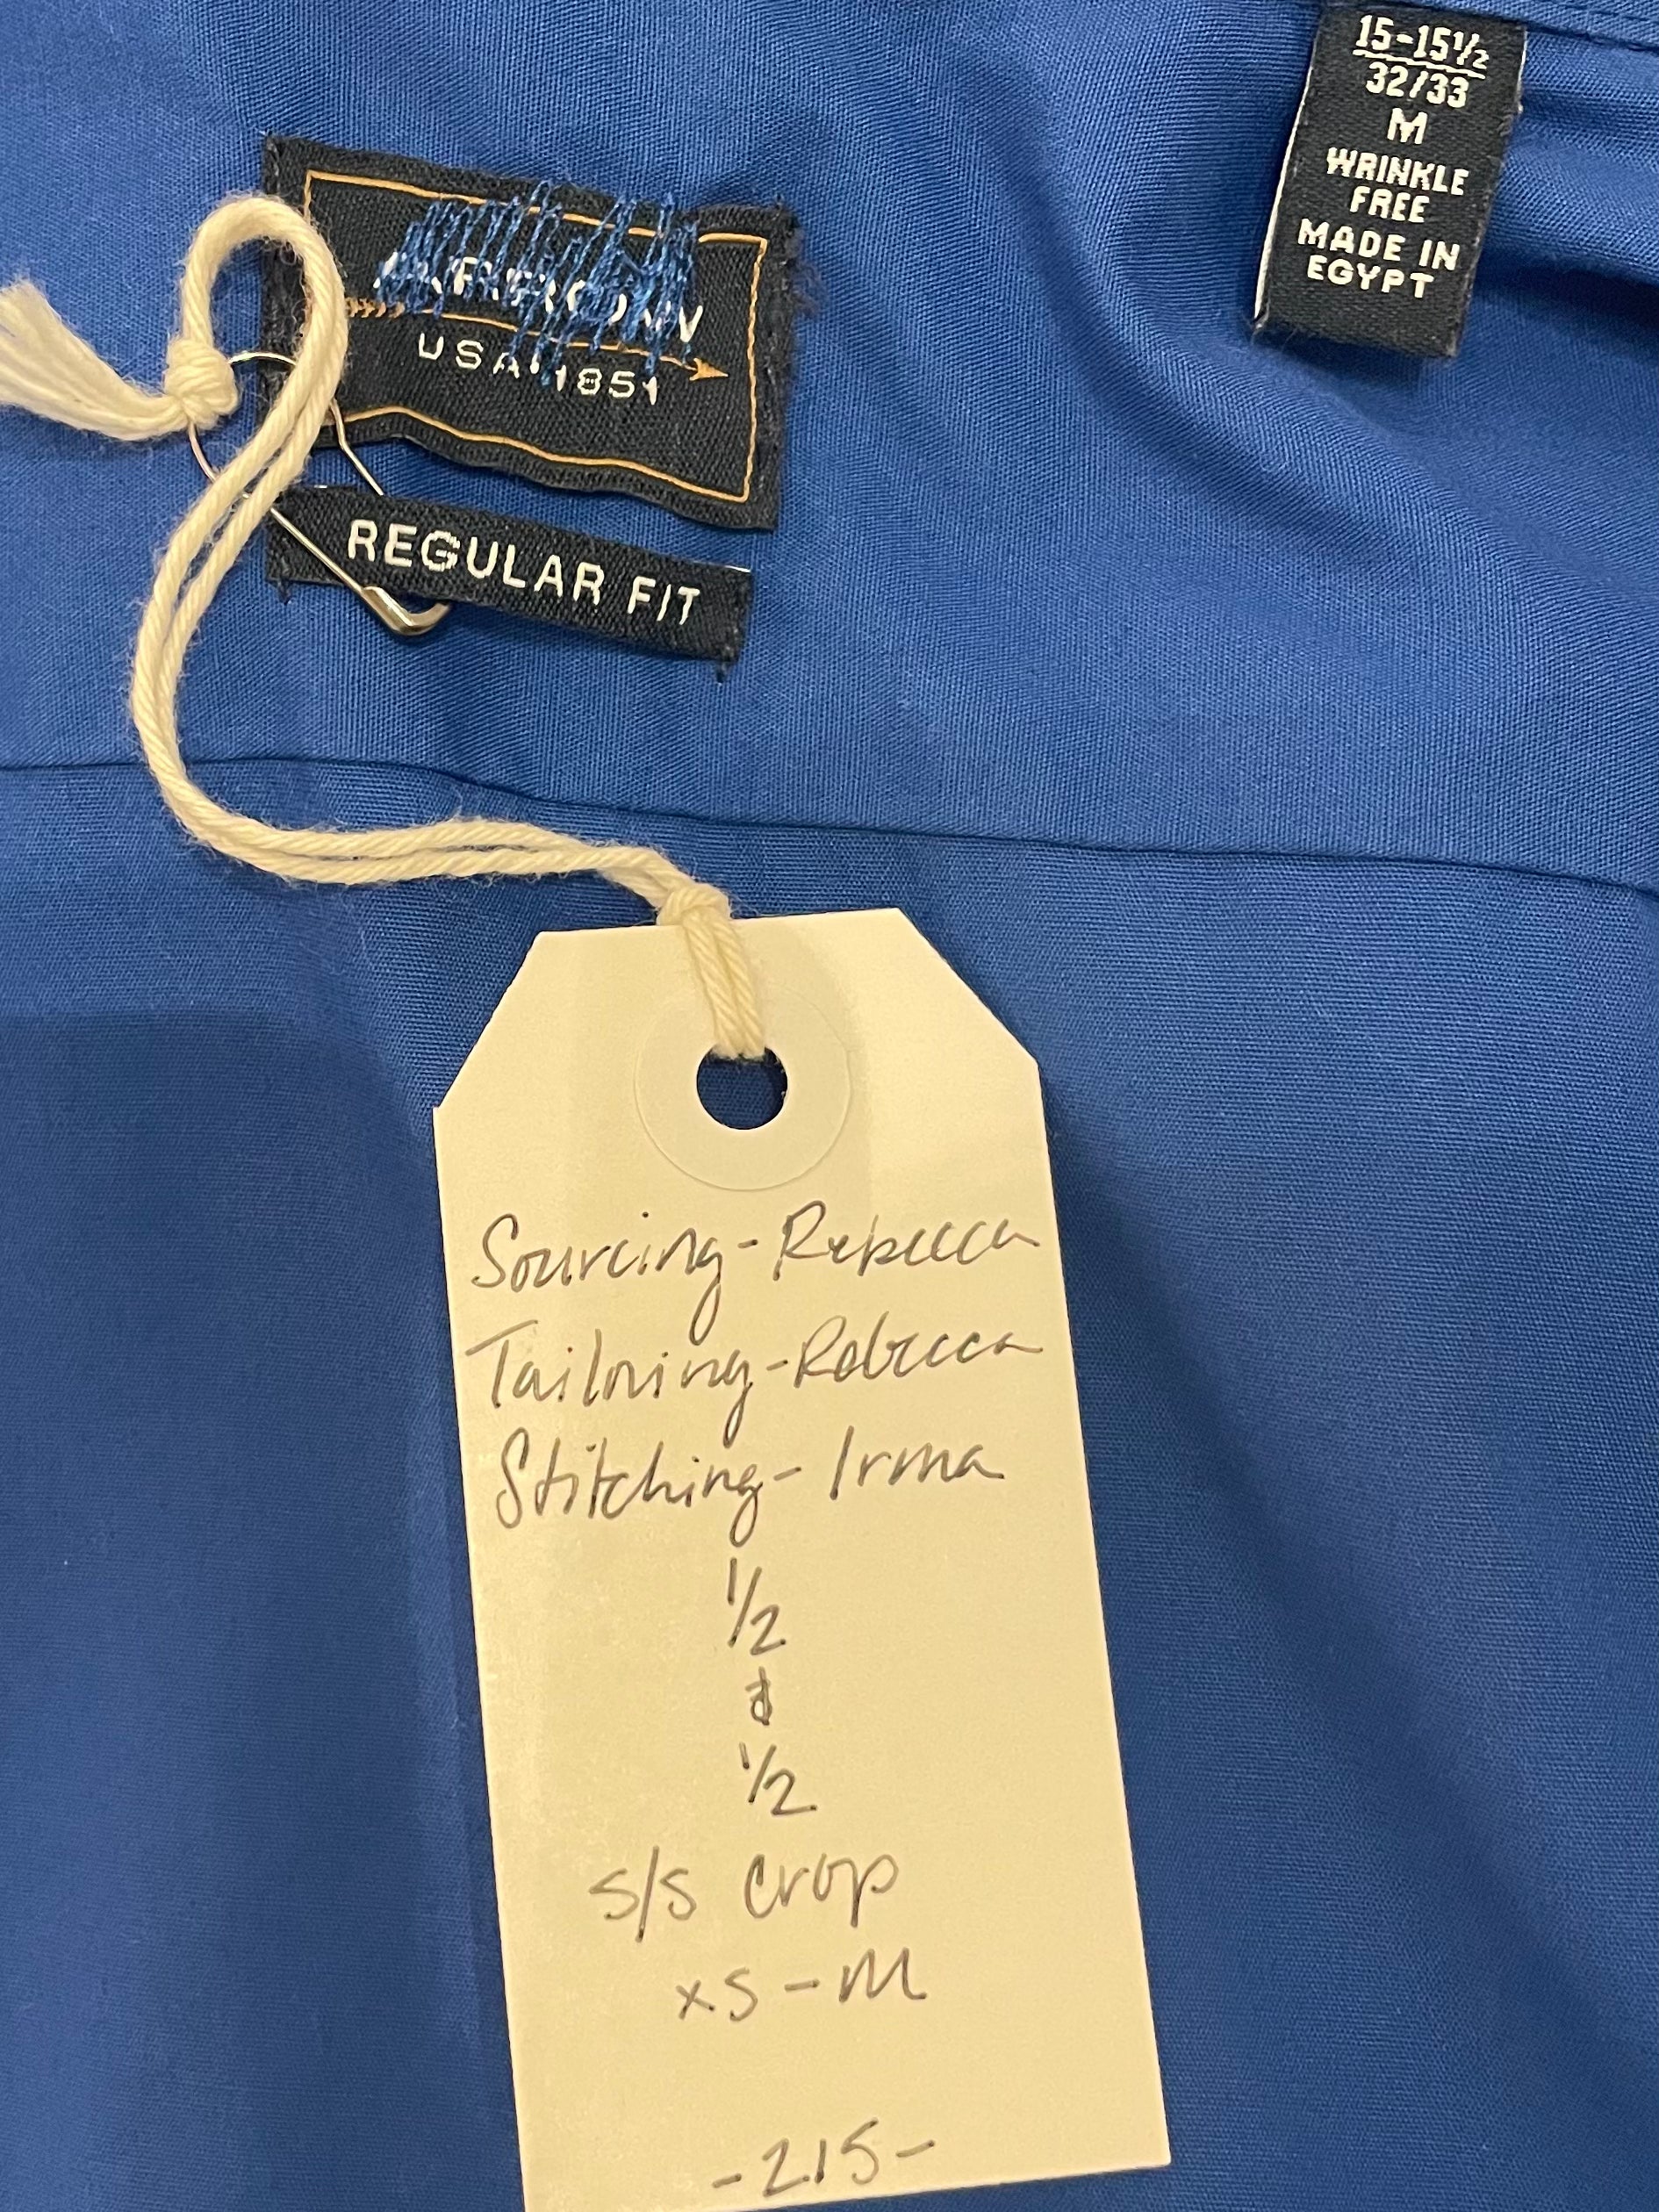 15-15½
32/33
M
WRINKLE
FREE
MADE IN
EGYPT
ARROW
USA 1851
REGULAR FIT
Sourcing-Rebecca
Tailoring-Rebecca
Stitching-Irma
1/2
&
1/2
s/s crop
xs-m
-215-